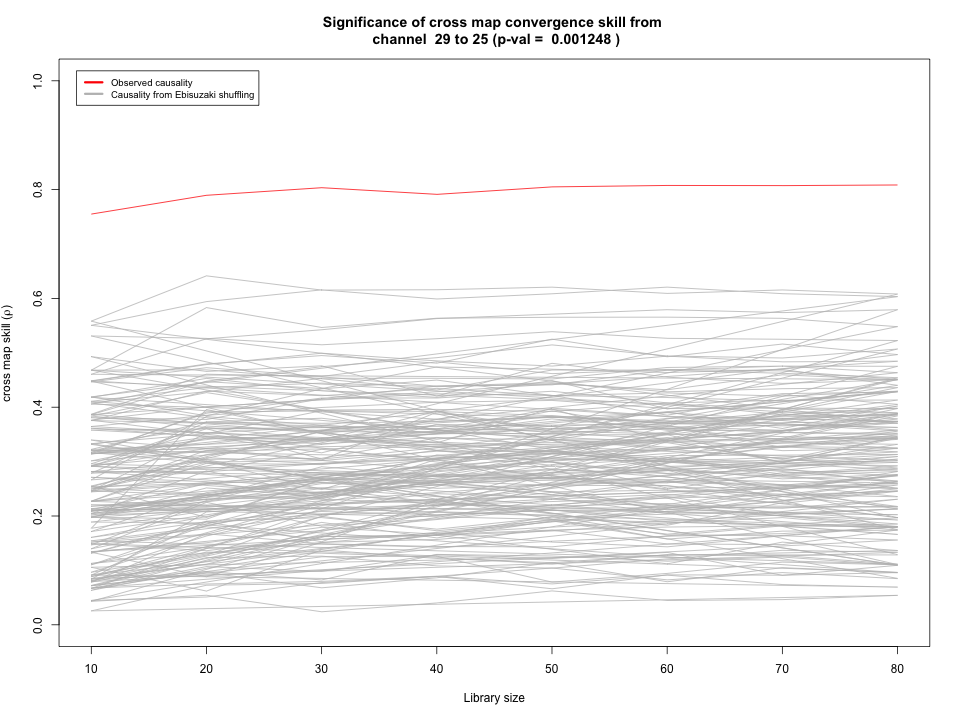 Significance of cross map convergence skill from
channel  29 to 25 (p-val =  0.001248 )
Observed causality
Causality from Ebisuzaki shuffling
cross map skill (ρ)
1.0
0.8
0.6
0.4
0.2
0.0
10 20 30 40 50 60 70 80
Library size